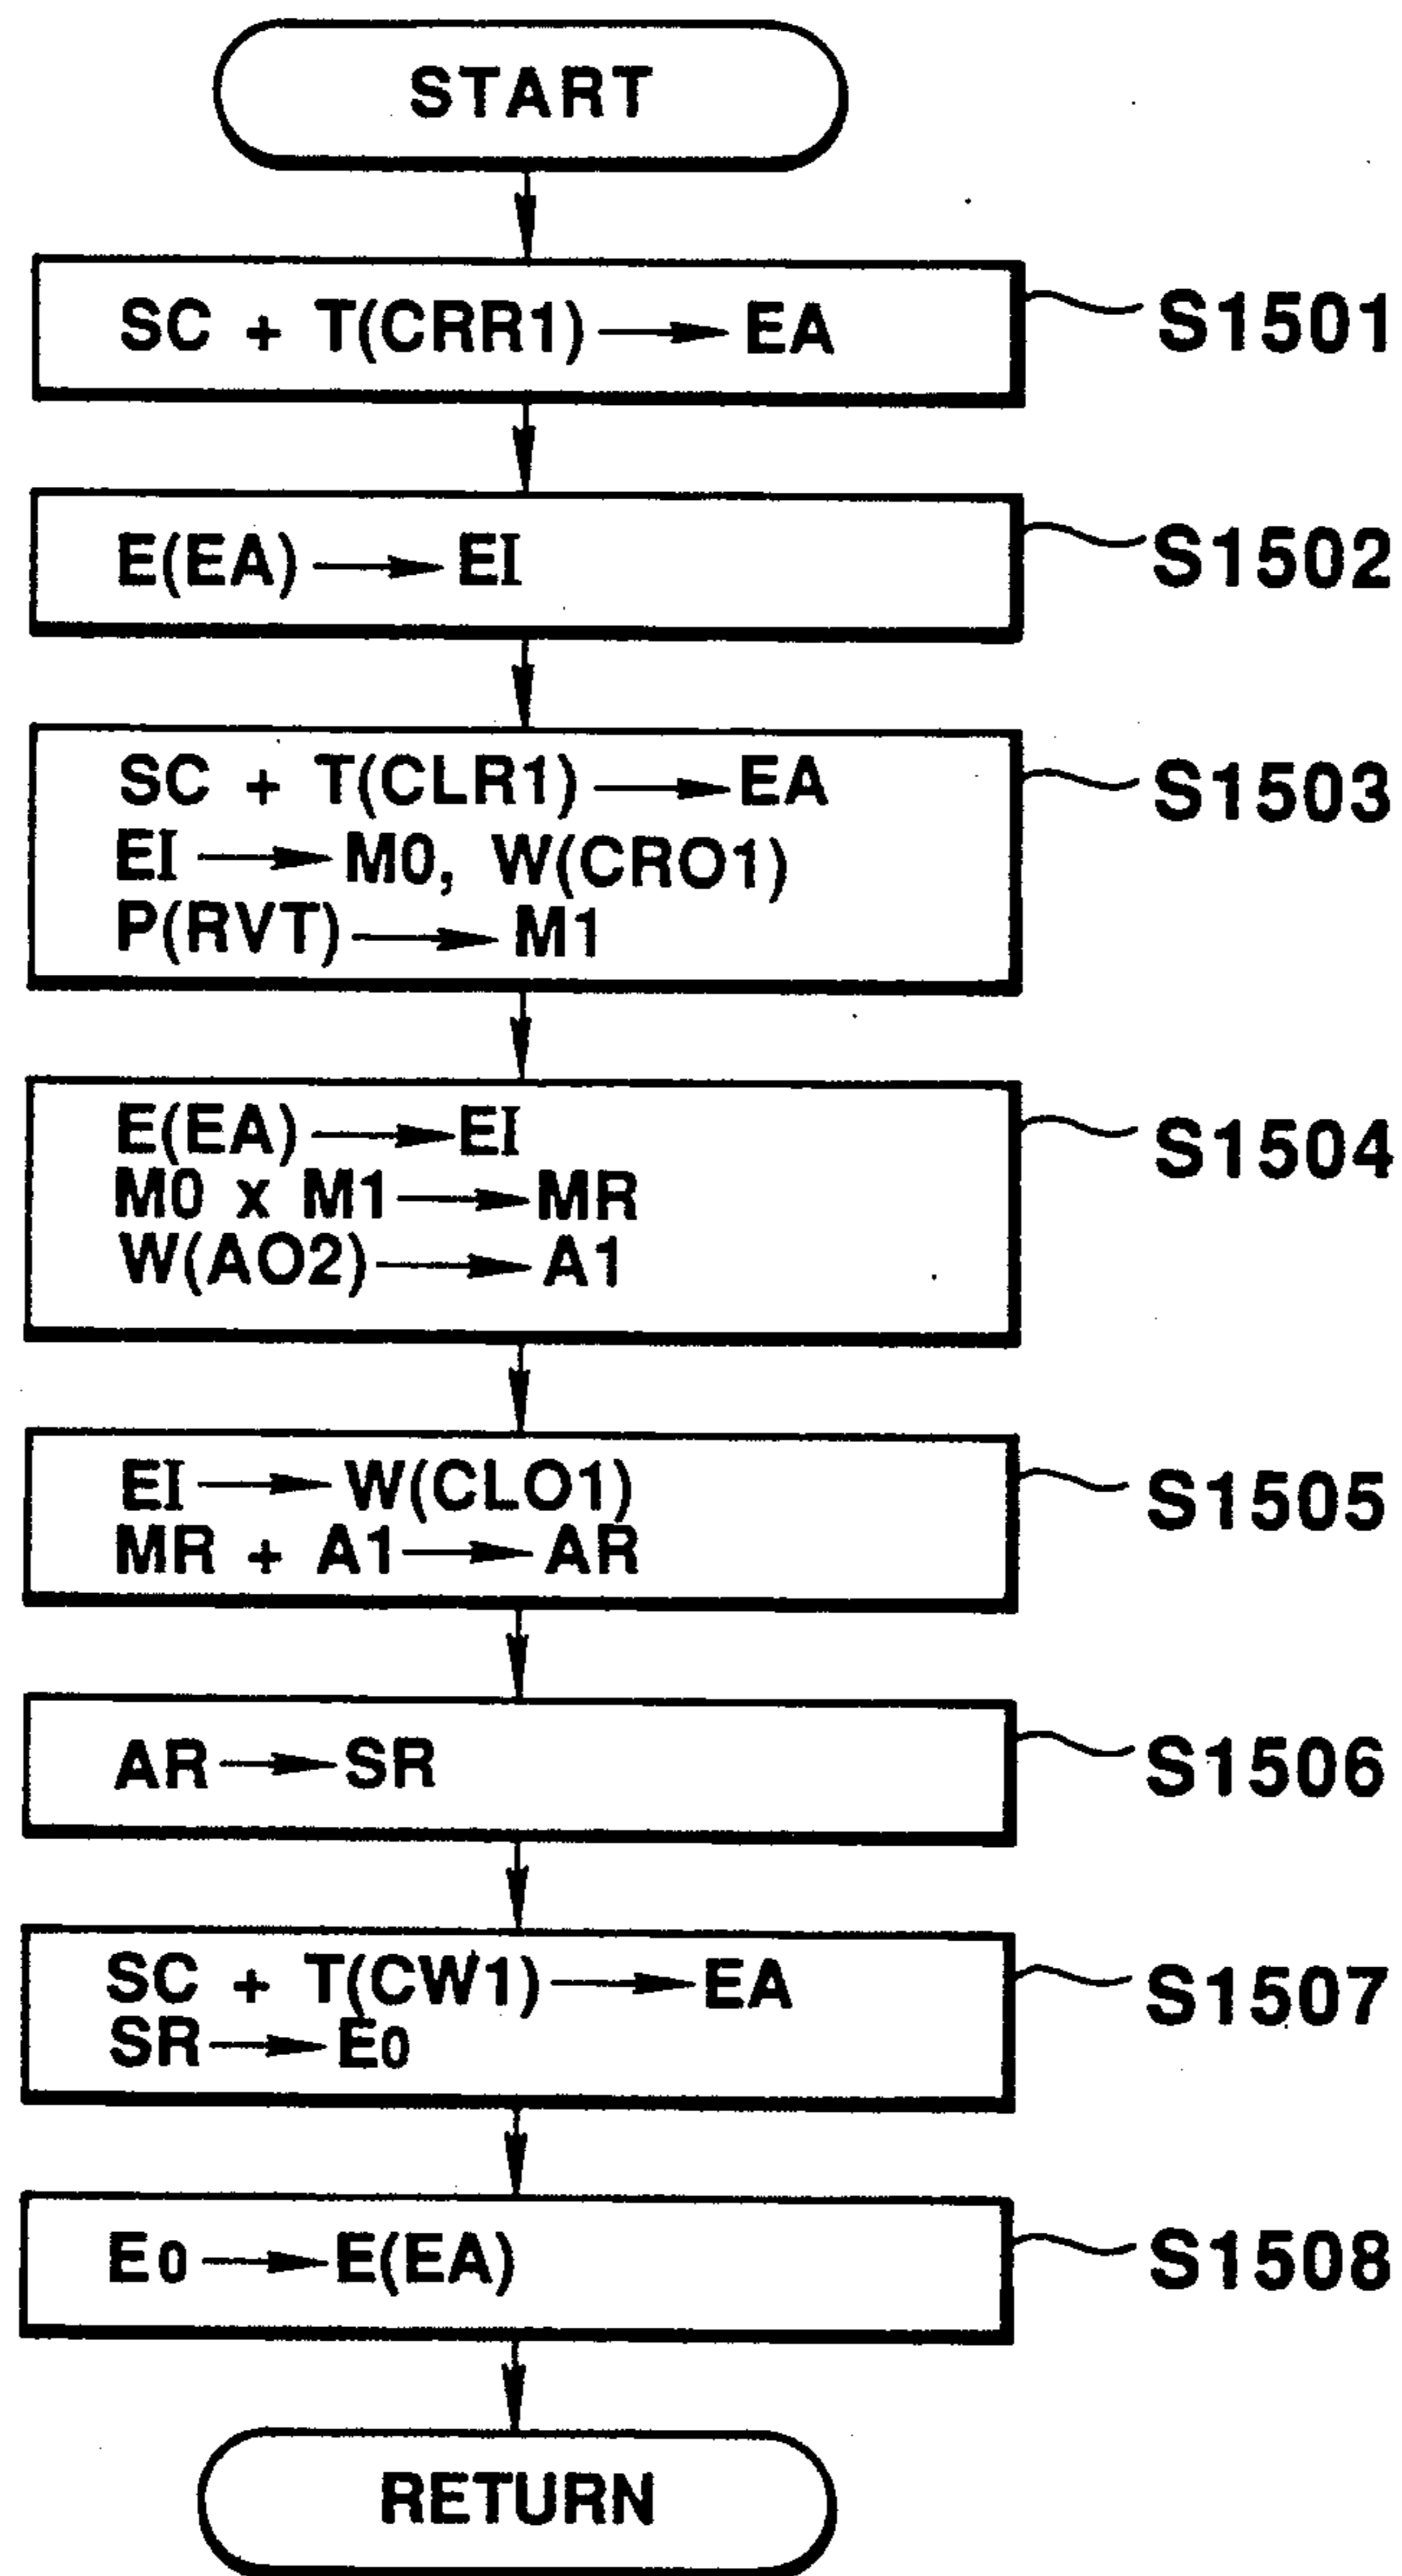 START
SC + T(CRR1) → EA
S1501
E(EA) → EI
S1502
SC + T(CLR1) → EA
EI → M0, W(CRO1)
P(RVT) → M1
S1503
E(EA) → EI
M0 x M1 → MR
W(AO2) → A1
S1504
EI → W(CLO1)
MR + A1 → AR
S1505
AR → SR
S1506
SC + T(CW1) → EA
SR → E0
S1507
E0 → E(EA)
S1508
RETURN